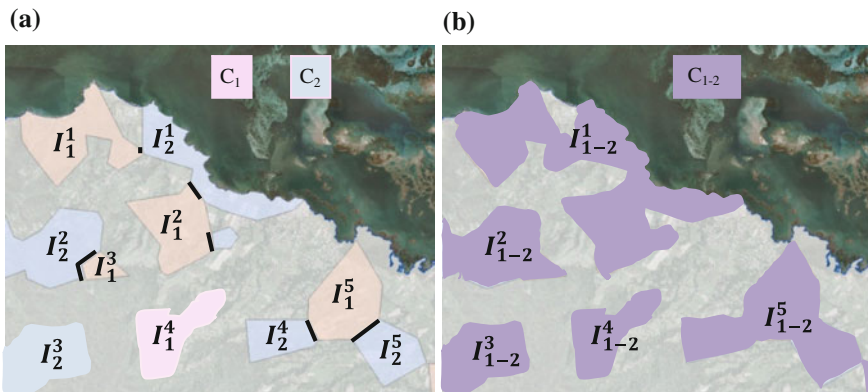 (a)
(b)
C₁ C₂
C₁₋₂
I₁¹ I₂¹
I₁² I₂²
I₁³
I₁⁵
I₁⁴ I₂⁴
I₂³ I₂⁵
I₁₋₂¹
I₁₋₂²
I₁₋₂⁵
I₁₋₂³ I₁₋₂⁴